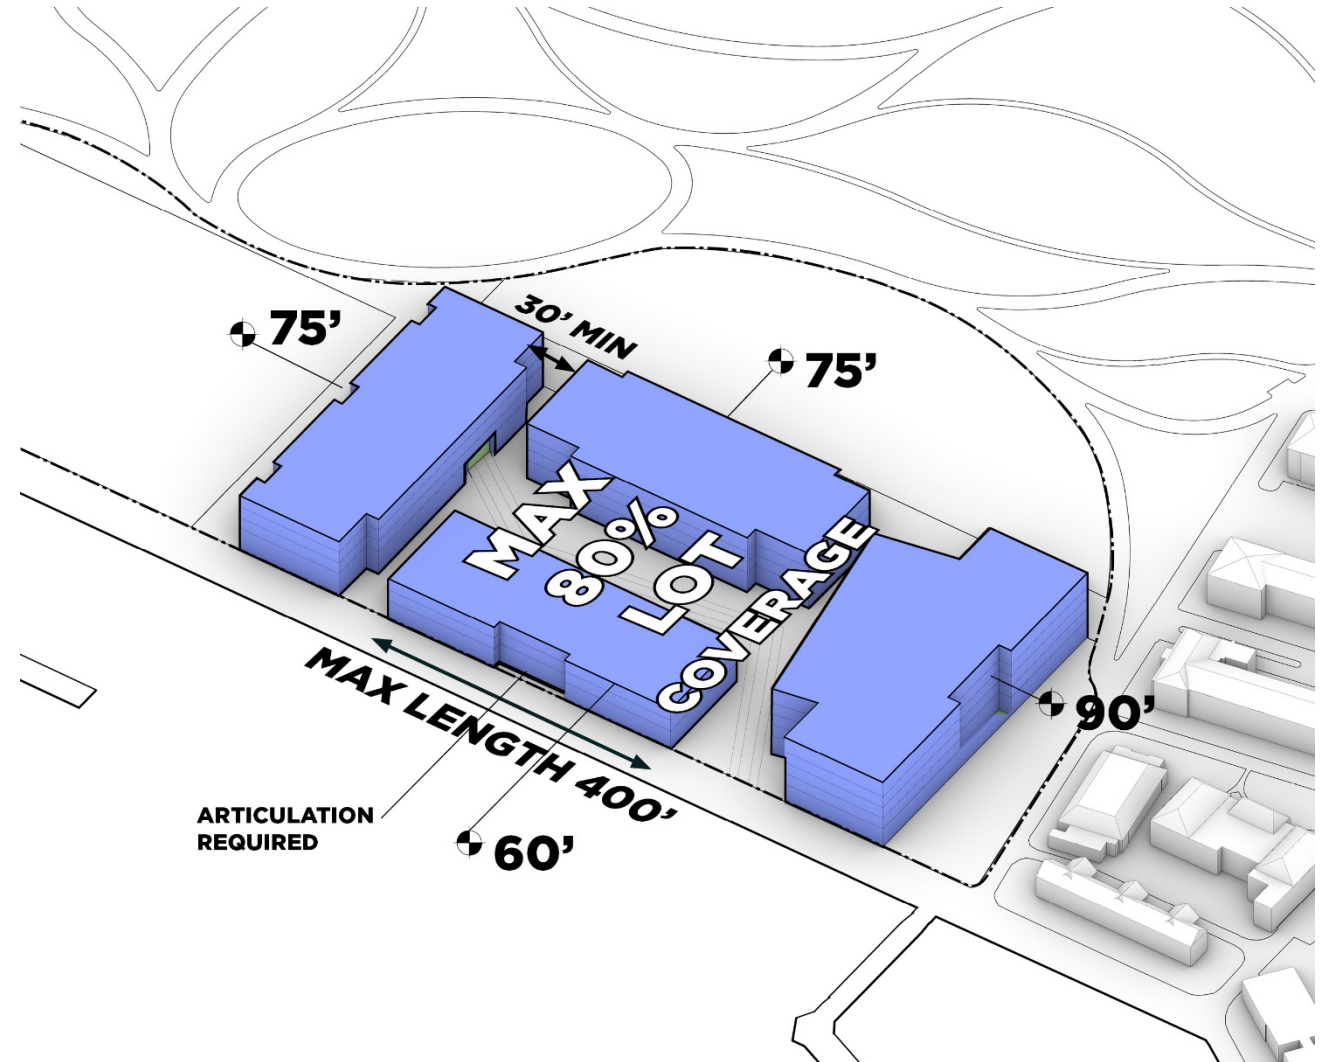 30’ MIN
75’
75’
MAX
80%
LOT
COVERAGE
90’
MAX LENGTH 400’
ARTICULATION
REQUIRED
60’